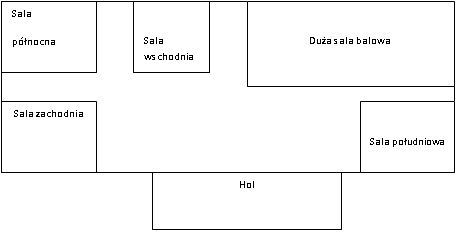 Sala
północna
Sala
wschodnia
Duża sala balowa
Sala zachodnia
Sala południowa
Hol